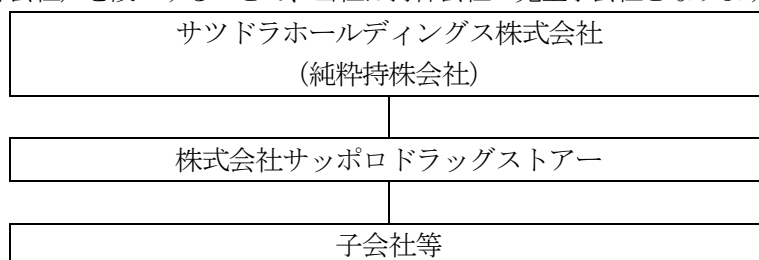 サツドラホールディングス株式会社
(純粋持株会社)
株式会社サッポロドラッグストアー
子会社等